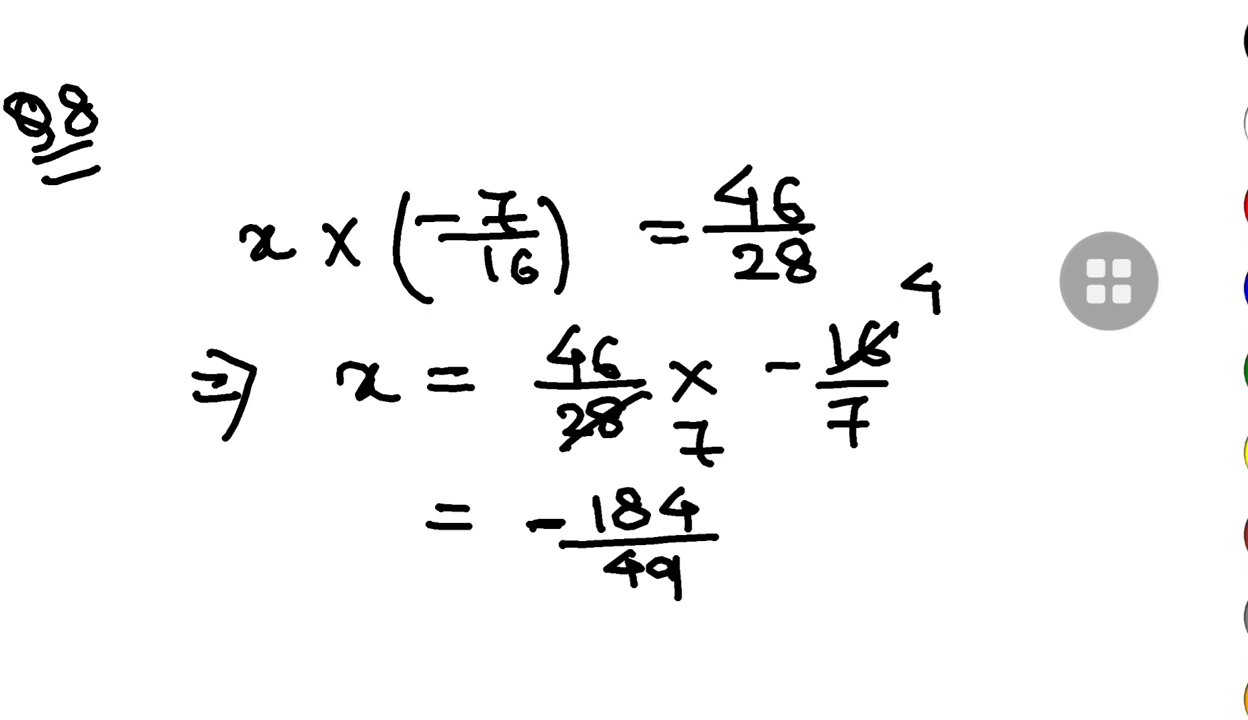 Q8
x × (-7/16) = 46/28
⇒ x = 46/28 × -16/7 4 7
= -184/49